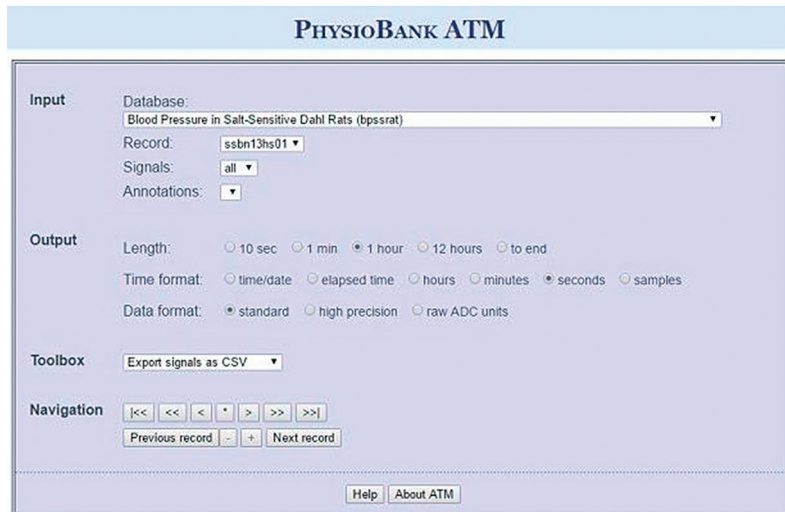 PHYSIOBANK ATM
Input
Database:
Blood Pressure in Salt-Sensitive Dahl Rats (bpssrat)
Record: ssbn13hs01
Signals: all
Annotations:
Output
Length: 10 sec 1 min 1 hour 12 hours to end
Time format: time/date elapsed time hours minutes seconds samples
Data format: standard high precision raw ADC units
Toolbox Export signals as CSV
Navigation |<< << < * > >> >>|
Previous record - + Next record
Help About ATM